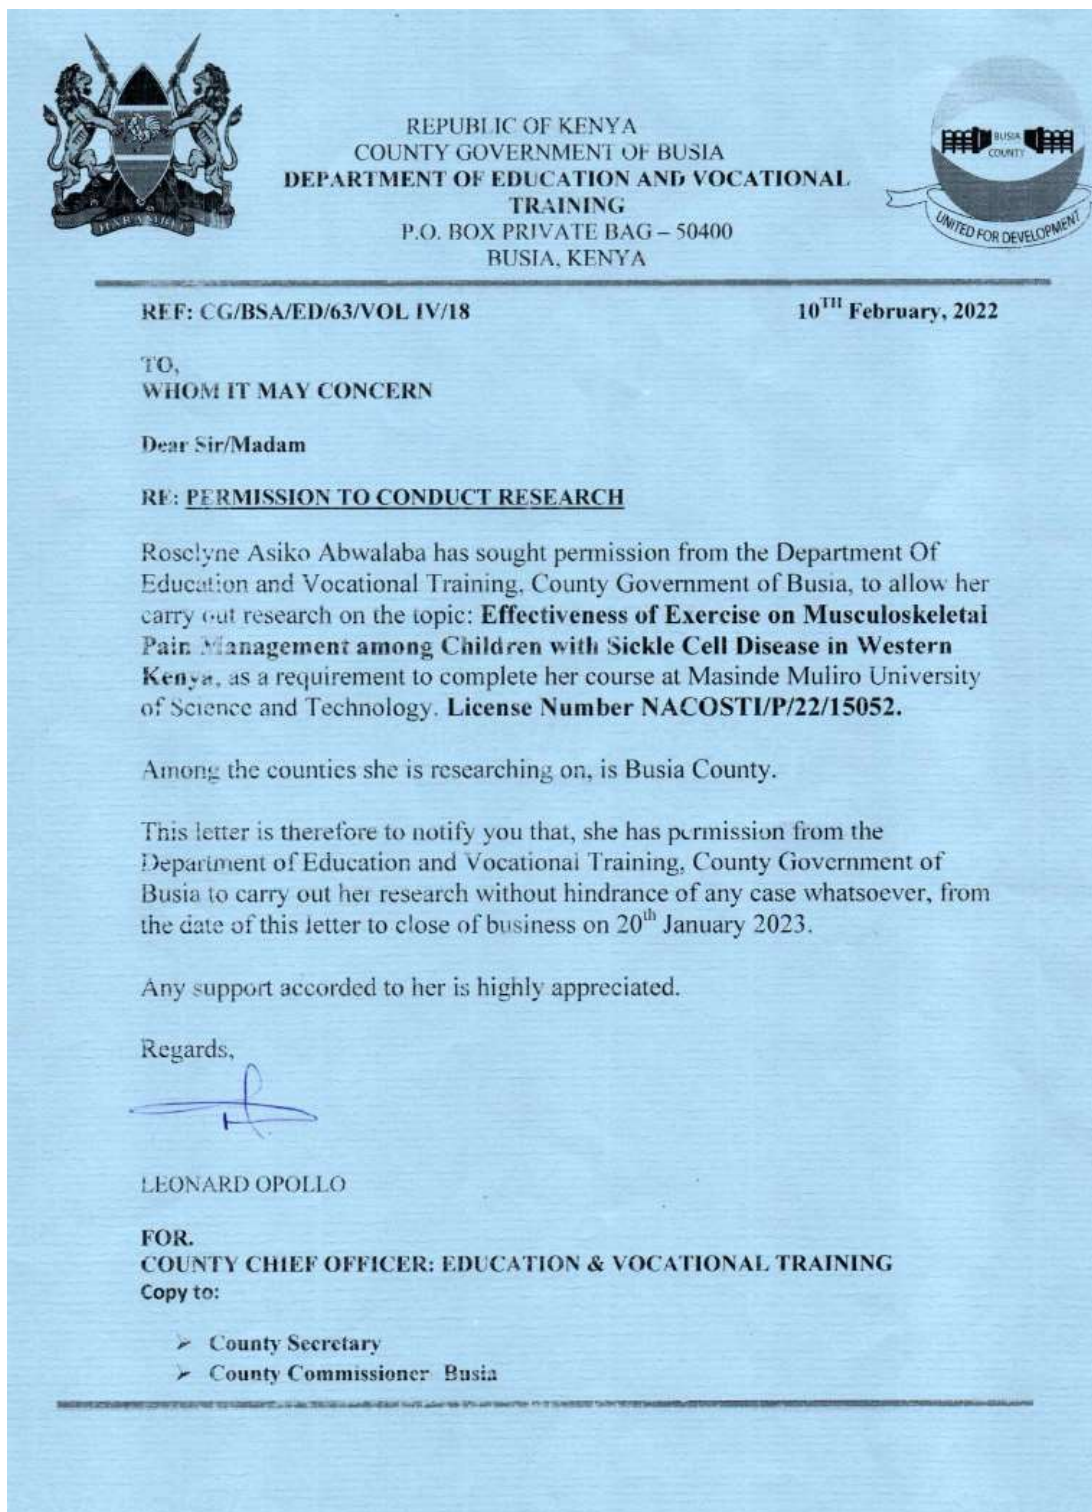 REPUBLIC OF KENYA
COUNTY GOVERNMENT OF BUSIA
DEPARTMENT OF EDUCATION AND VOCATIONAL
TRAINING
P.O. BOX PRIVATE BAG – 50400
BUSIA, KENYA
HARAMBEE
BUSIA
COUNTY
UNITED FOR DEVELOPMENT
REF: CG/BSA/ED/63/VOL IV/18 10TH February, 2022
TO,
WHOM IT MAY CONCERN
Dear Sir/Madam
RE: PERMISSION TO CONDUCT RESEARCH
Roselyne Asiko Abwalaba has sought permission from the Department Of
Education and Vocational Training, County Government of Busia, to allow her
carry out research on the topic: Effectiveness of Exercise on Musculoskeletal
Pain Management among Children with Sickle Cell Disease in Western
Kenya, as a requirement to complete her course at Masinde Muliro University
of Science and Technology. License Number NACOSTI/P/22/15052.
Among the counties she is researching on, is Busia County.
This letter is therefore to notify you that, she has permission from the
Department of Education and Vocational Training, County Government of
Busia to carry out her research without hindrance of any case whatsoever, from
the date of this letter to close of business on 20th January 2023.
Any support accorded to her is highly appreciated.
Regards,
LEONARD OPOLLO
FOR.
COUNTY CHIEF OFFICER: EDUCATION & VOCATIONAL TRAINING
Copy to:
➢ County Secretary
➢ County Commissioner Busia